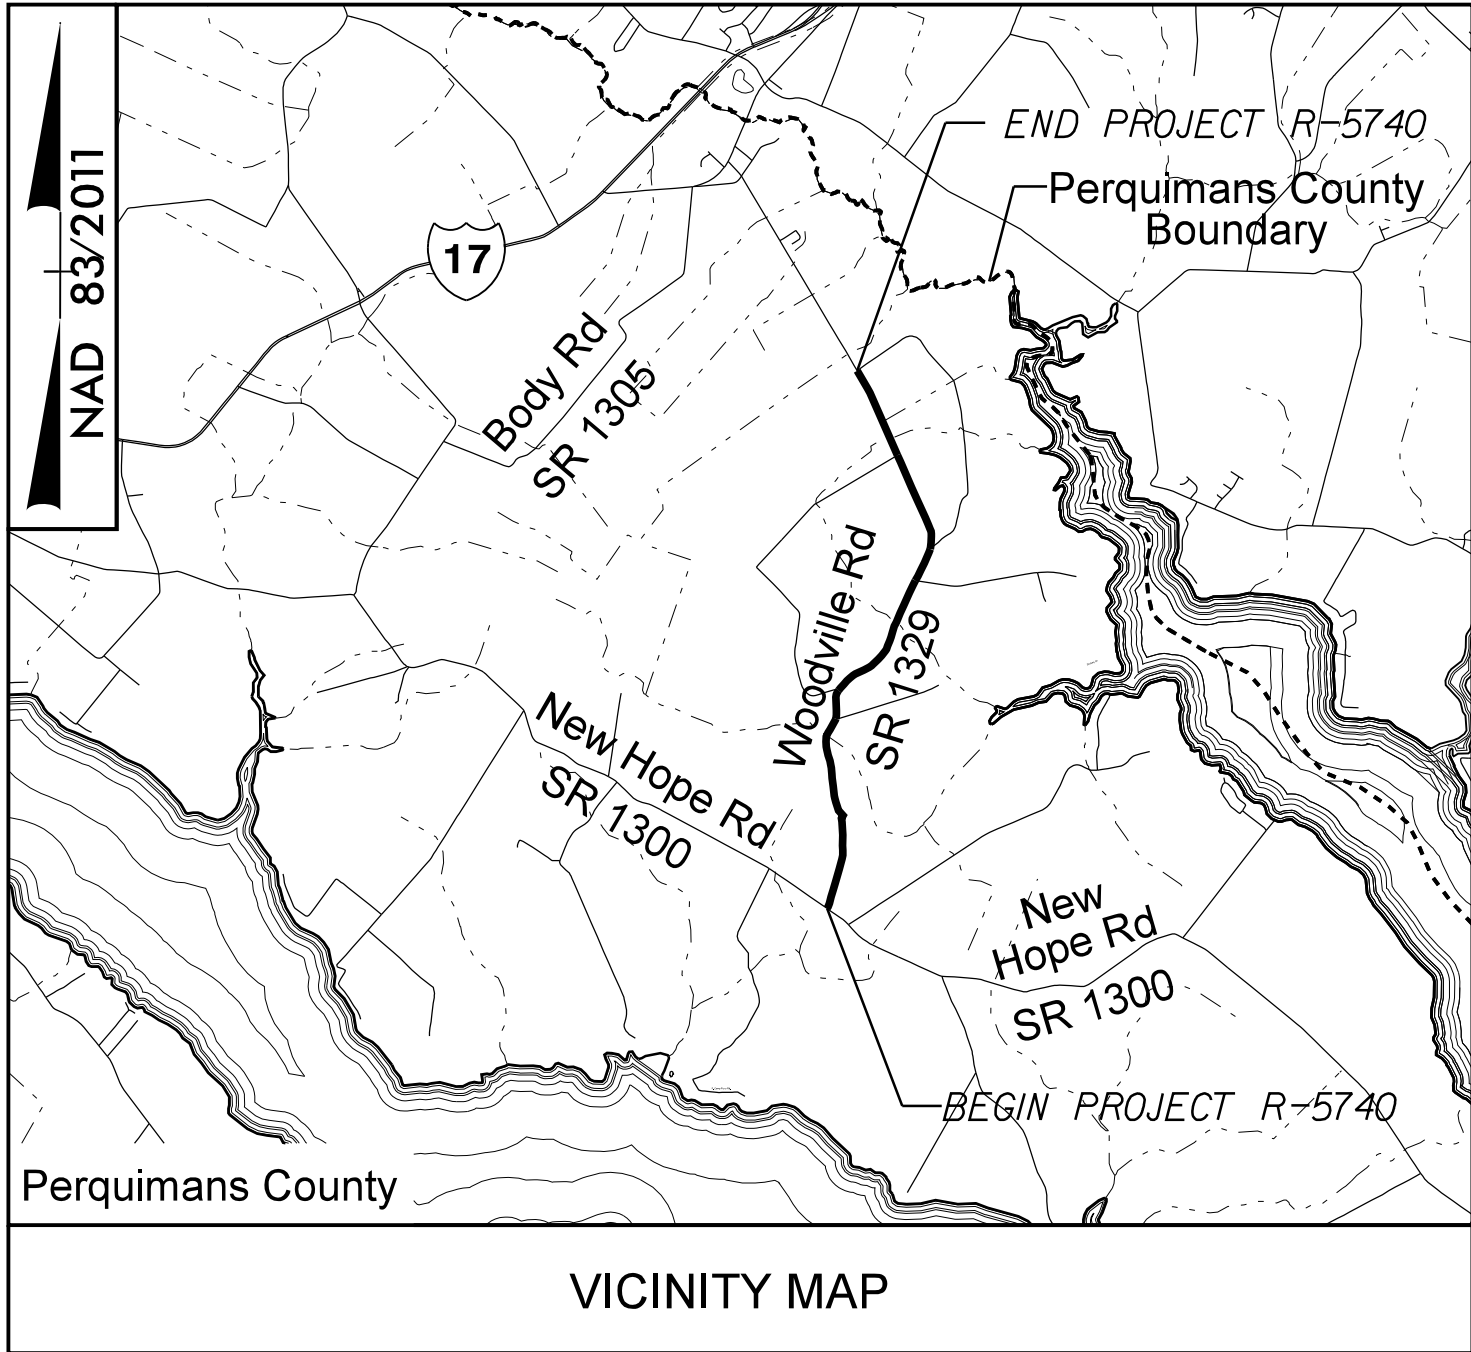 NAD 83/2011
END PROJECT R-5740
Perquimans County
Boundary
17
Body Rd
SR 1305
Woodville Rd
SR 1329
New Hope Rd
SR 1300
New
Hope Rd
SR 1300
BEGIN PROJECT R-5740
Perquimans County
VICINITY MAP